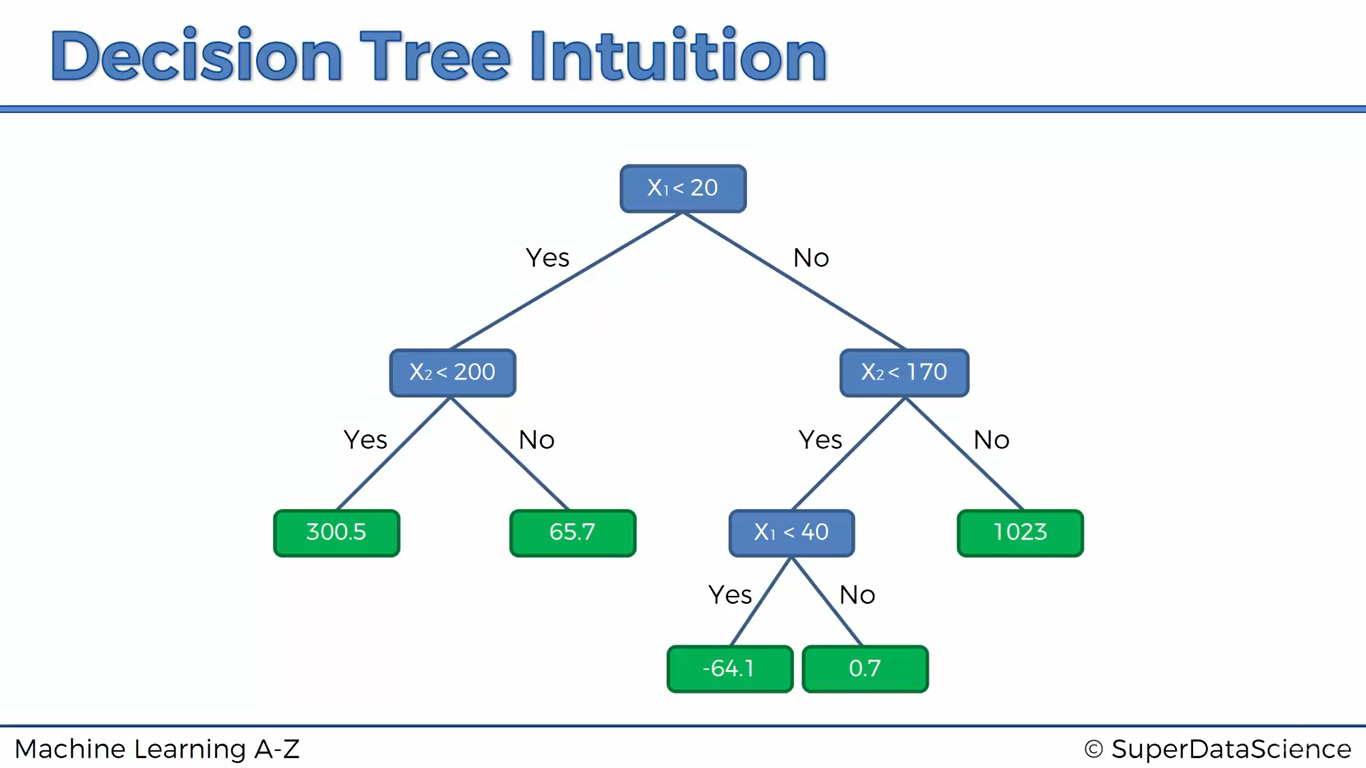 Decision Tree Intuition
X₁ < 20
Yes
No
X₂ < 200
X₂ < 170
Yes
No
Yes
No
300.5
65.7
X₁ < 40
1023
Yes
No
-64.1
0.7
Machine Learning A-Z
© SuperDataScience